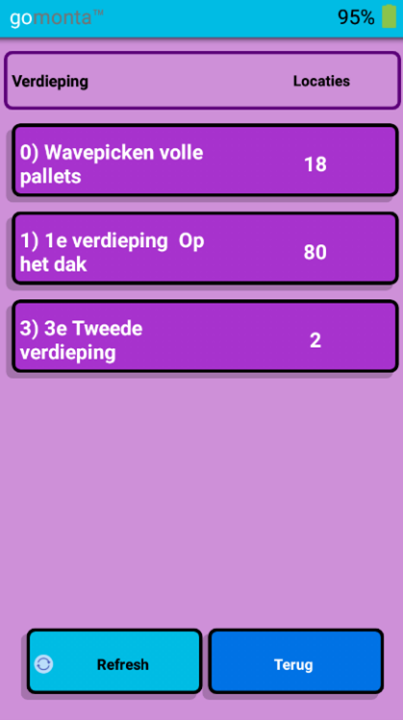 gomonta™ 95%
Verdieping Locaties
0) Wavepicken volle
pallets
18
1) 1e verdieping  Op
het dak
80
3) 3e Tweede
verdieping
2
Refresh Terug